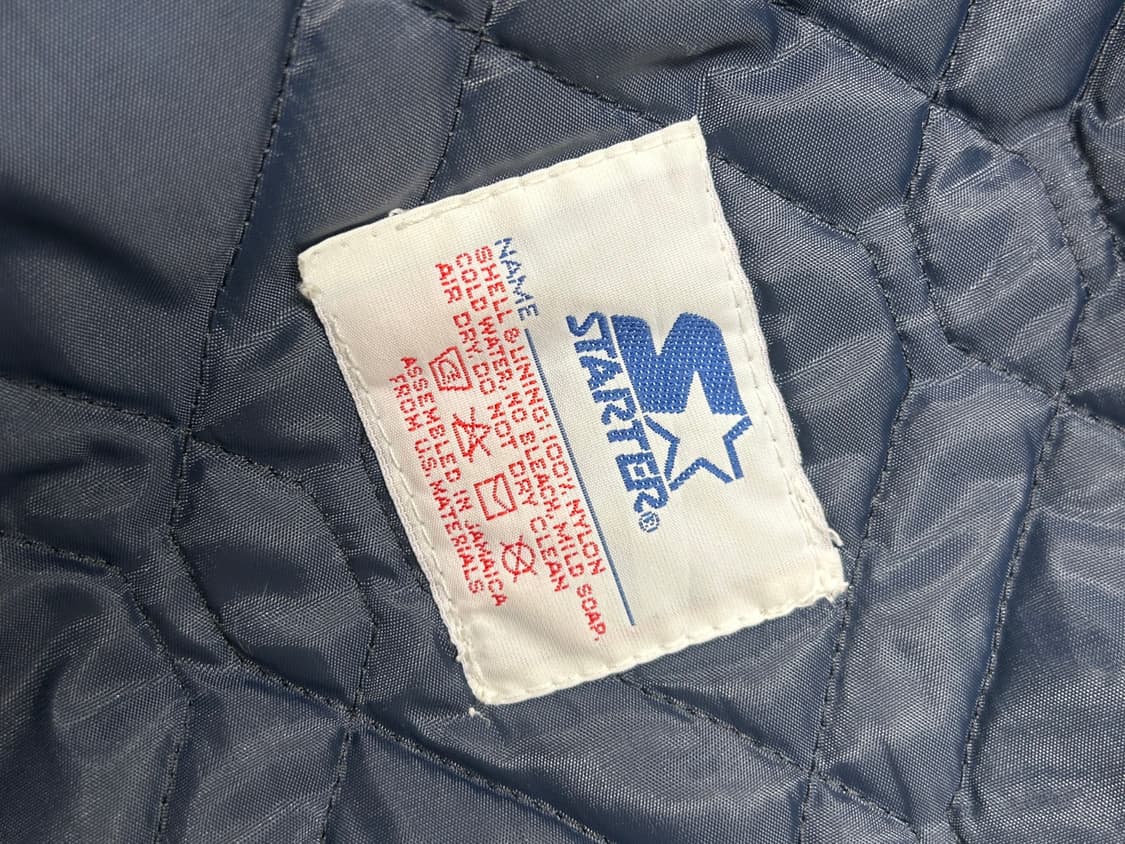 STARTER®
NAME
SHELL & LINING: 100% NYLON
COLD WATER, NO BLEACH, MILD SOAP,
AIR DRY DO NOT DRY CLEAN
ASSEMBLED IN JAMAICA
FROM U.S. MATERIALS